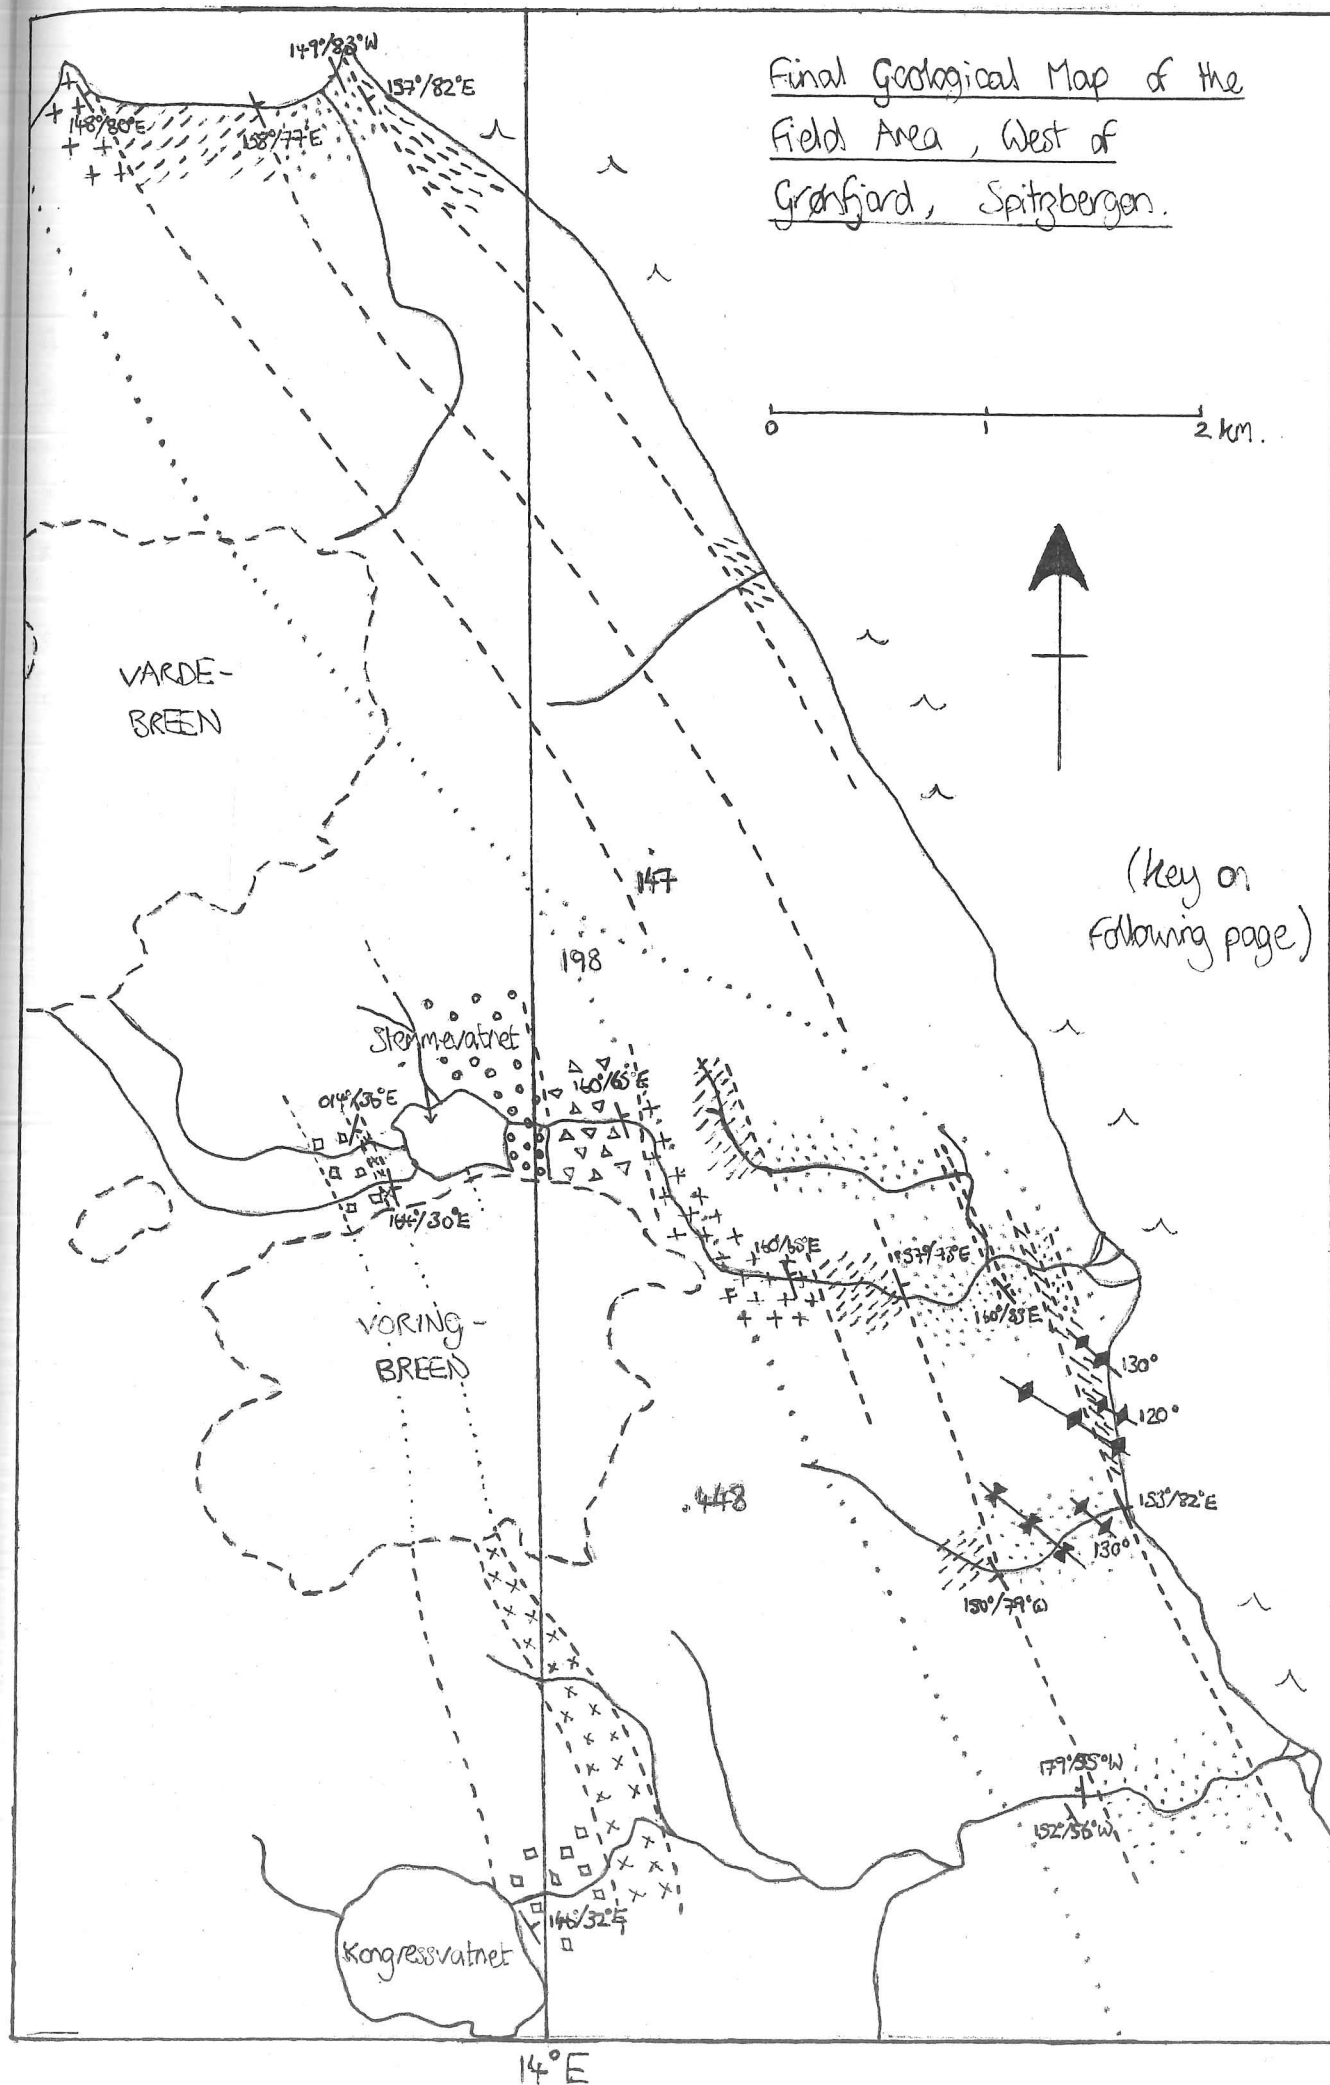 Final Geological Map of the
Field Area, West of
Grønfjord, Spitzbergen.
149°/83°W
157°/82°E
148°/80°E
158°/77°E
0 1 2 km.
VARDE-
BREEN
147
(Key on
following page)
198
Stemmevatnet
160°/65°E
014°/36°E
164°/30°E
160°/65°E
157°/73°E
160°/83°E
VORING-
BREEN
130°
120°
.448
153°/82°E
130°
150°/79°W
179°/55°W
152°/56°W
146°/32°E
Kongressvatnet
14°E